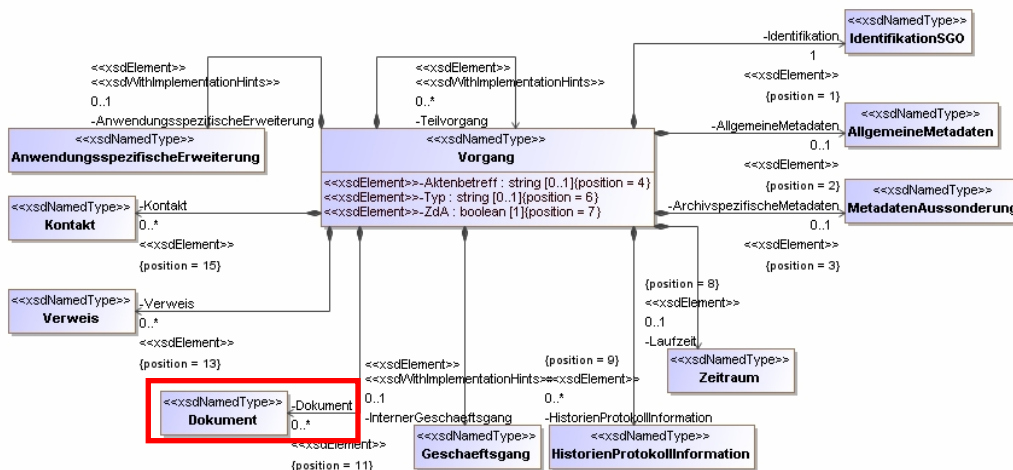 <<xsdNamedType>>
IdentifikationSGO
-Identifikation
1
<<xsdElement>>
{position = 1}
<<xsdElement>>
<<xsdWithImplementationHints>>
0..1
-AnwendungsspezifischeErweiterung
<<xsdElement>>
<<xsdWithImplementationHints>>
0..*
-Teilvorgang
<<xsdNamedType>>
AnwendungsspezifischeErweiterung
<<xsdNamedType>>
Vorgang
<<xsdElement>>-Aktenbetreff : string [0..1]{position = 4}
<<xsdElement>>-Typ : string [0..1]{position = 6}
<<xsdElement>>-ZdA : boolean [1]{position = 7}
-AllgemeineMetadaten
0..1
<<xsdElement>>
{position = 2}
<<xsdNamedType>>
AllgemeineMetadaten
-ArchivspezifischeMetadaten
0..1
<<xsdElement>>
{position = 3}
<<xsdNamedType>>
MetadatenAussonderung
<<xsdNamedType>>
Kontakt
-Kontakt
0..*
<<xsdElement>>
{position = 15}
<<xsdNamedType>>
Verweis
-Verweis
0..*
<<xsdElement>>
{position = 13}
{position = 8}
<<xsdElement>>
0..1
-Laufzeit
<<xsdNamedType>>
Zeitraum
<<xsdNamedType>>
Dokument
-Dokument
0..*
<<xsdElement>>
{position = 11}
<<xsdElement>>
<<xsdWithImplementationHints>>
0..1
-InternerGeschaeftsgang
<<xsdNamedType>>
Geschaeftsgang
{position = 9}
<<xsdElement>>
0..*
-HistorienProtokollInformation
<<xsdNamedType>>
HistorienProtokollInformation